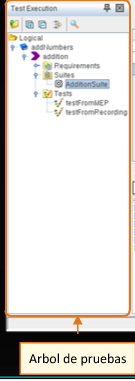 Test Execution
Logical
addNumbers
addition
Requirements
Suites
AdditionSuite
Tests
testFromMEP
testFromRecording
Arbol de pruebas